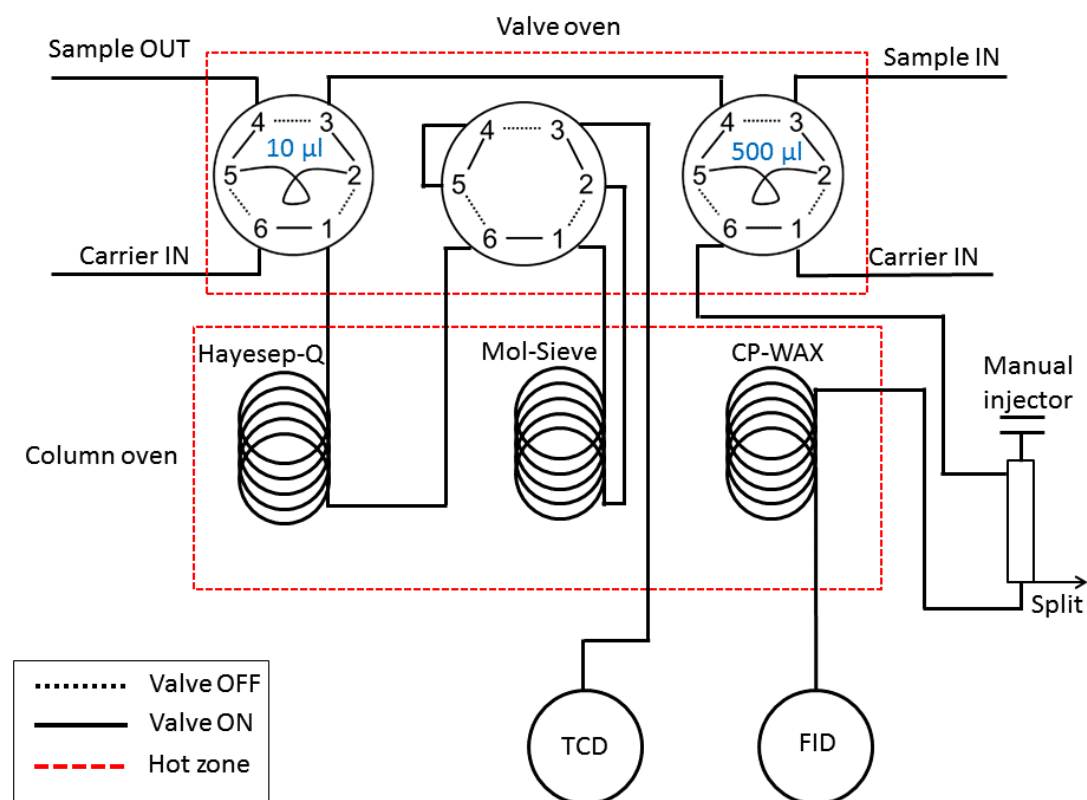 Valve oven
Sample OUT
Sample IN
4 3
10 µl
5 2
6 1
4 3
5 2
6 1
4 3
500 µl
5 2
6 1
Carrier IN
Carrier IN
Hayesep-Q
Mol-Sieve
CP-WAX
Manual
injector
Column oven
Split
Valve OFF
Valve ON
Hot zone
TCD
FID